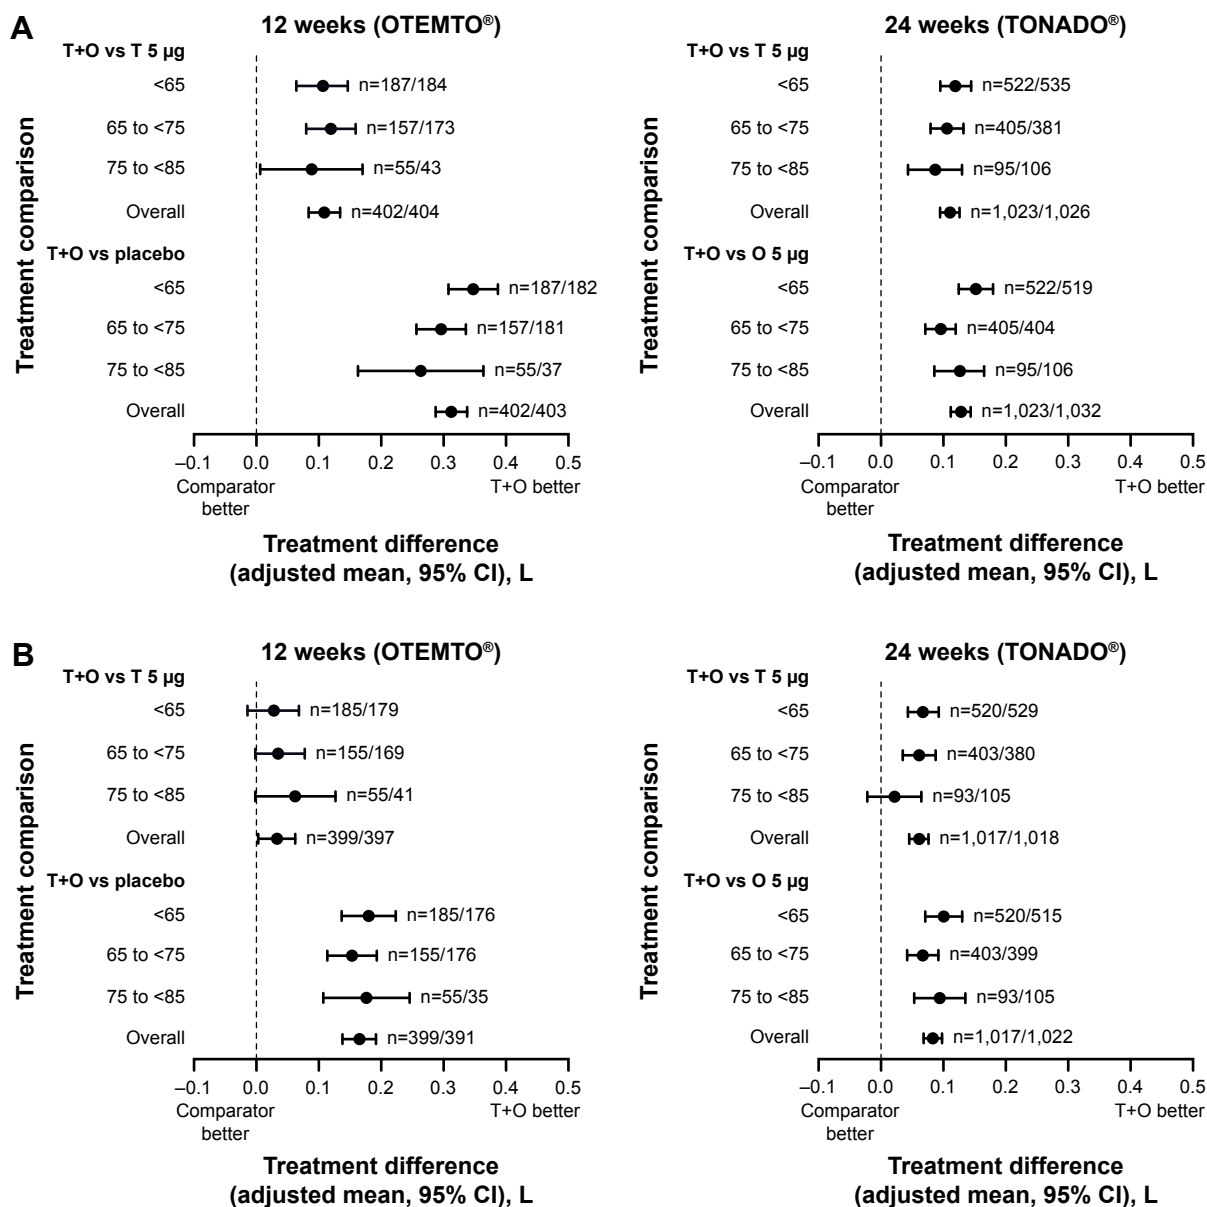 A
12 weeks (OTEMTO®)
Treatment comparison
T+O vs T 5 µg
<65 n=187/184
65 to <75 n=157/173
75 to <85 n=55/43
Overall n=402/404
T+O vs placebo
<65 n=187/182
65 to <75 n=157/181
75 to <85 n=55/37
Overall n=402/403
–0.1 0.0 0.1 0.2 0.3 0.4 0.5
Comparator better T+O better
Treatment difference
(adjusted mean, 95% CI), L
24 weeks (TONADO®)
Treatment comparison
T+O vs T 5 µg
<65 n=522/535
65 to <75 n=405/381
75 to <85 n=95/106
Overall n=1,023/1,026
T+O vs O 5 µg
<65 n=522/519
65 to <75 n=405/404
75 to <85 n=95/106
Overall n=1,023/1,032
–0.1 0.0 0.1 0.2 0.3 0.4 0.5
Comparator better T+O better
Treatment difference
(adjusted mean, 95% CI), L
B
12 weeks (OTEMTO®)
Treatment comparison
T+O vs T 5 µg
<65 n=185/179
65 to <75 n=155/169
75 to <85 n=55/41
Overall n=399/397
T+O vs placebo
<65 n=185/176
65 to <75 n=155/176
75 to <85 n=55/35
Overall n=399/391
–0.1 0.0 0.1 0.2 0.3 0.4 0.5
Comparator better T+O better
Treatment difference
(adjusted mean, 95% CI), L
24 weeks (TONADO®)
Treatment comparison
T+O vs T 5 µg
<65 n=520/529
65 to <75 n=403/380
75 to <85 n=93/105
Overall n=1,017/1,018
T+O vs O 5 µg
<65 n=520/515
65 to <75 n=403/399
75 to <85 n=93/105
Overall n=1,017/1,022
–0.1 0.0 0.1 0.2 0.3 0.4 0.5
Comparator better T+O better
Treatment difference
(adjusted mean, 95% CI), L